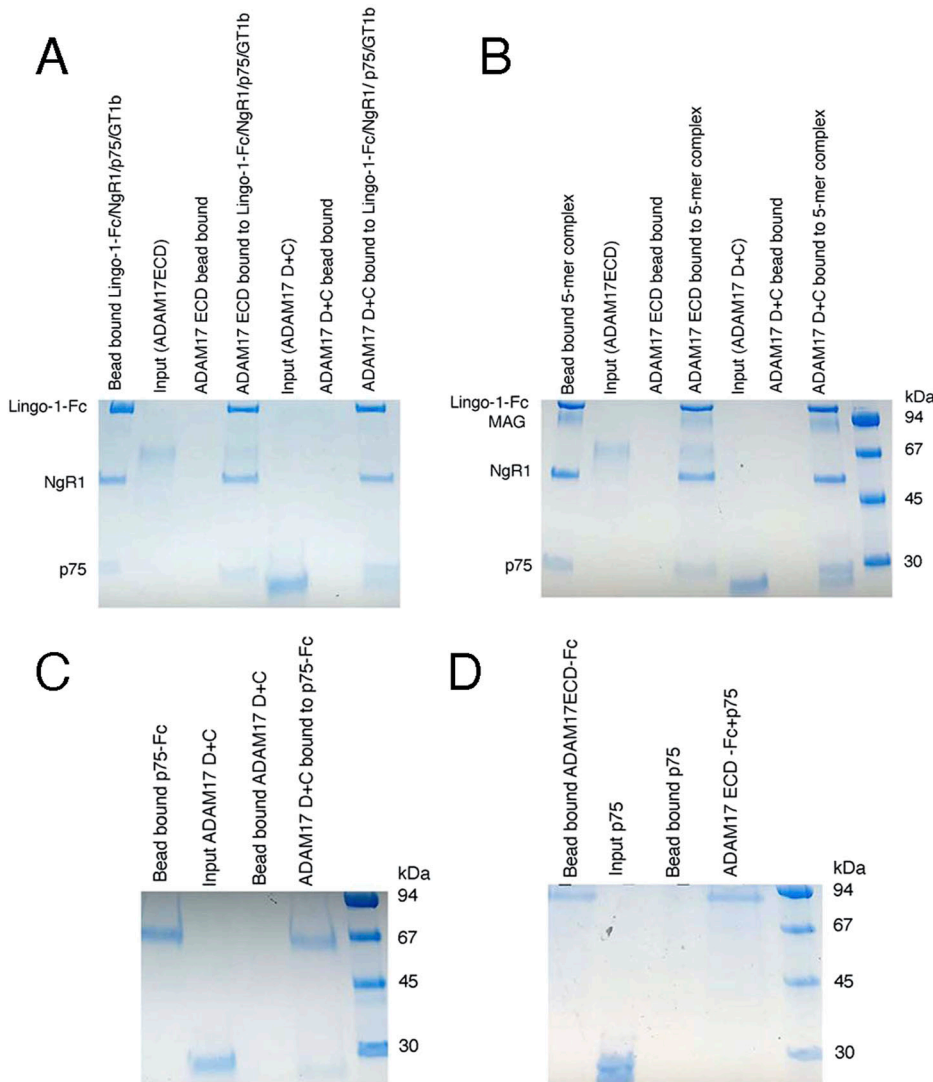 A
Bead bound Lingo-1-Fc/NgR1/p75/GT1b
Input (ADAM17ECD)
ADAM17 ECD bead bound
ADAM17 ECD bound to Lingo-1-Fc/NgR1/p75/GT1b
Input (ADAM17 D+C)
ADAM17 D+C bead bound
ADAM17 D+C bound to Lingo-1-Fc/NgR1/ p75/GT1b
Lingo-1-Fc
NgR1
p75
B
Bead bound 5-mer complex
Input (ADAM17ECD)
ADAM17 ECD bead bound
ADAM17 ECD bound to 5-mer complex
Input (ADAM17 D+C)
ADAM17 D+C bead bound
ADAM17 D+C bound to 5-mer complex
Lingo-1-Fc
MAG
NgR1
p75
kDa
94
67
45
30
C
Bead bound p75-Fc
Input ADAM17 D+C
Bead bound ADAM17 D+C
ADAM17 D+C bound to p75-Fc
kDa
94
67
45
30
D
Bead bound ADAM17ECD-Fc
Input p75
Bead bound p75
ADAM17 ECD -Fc+p75
kDa
94
67
45
30